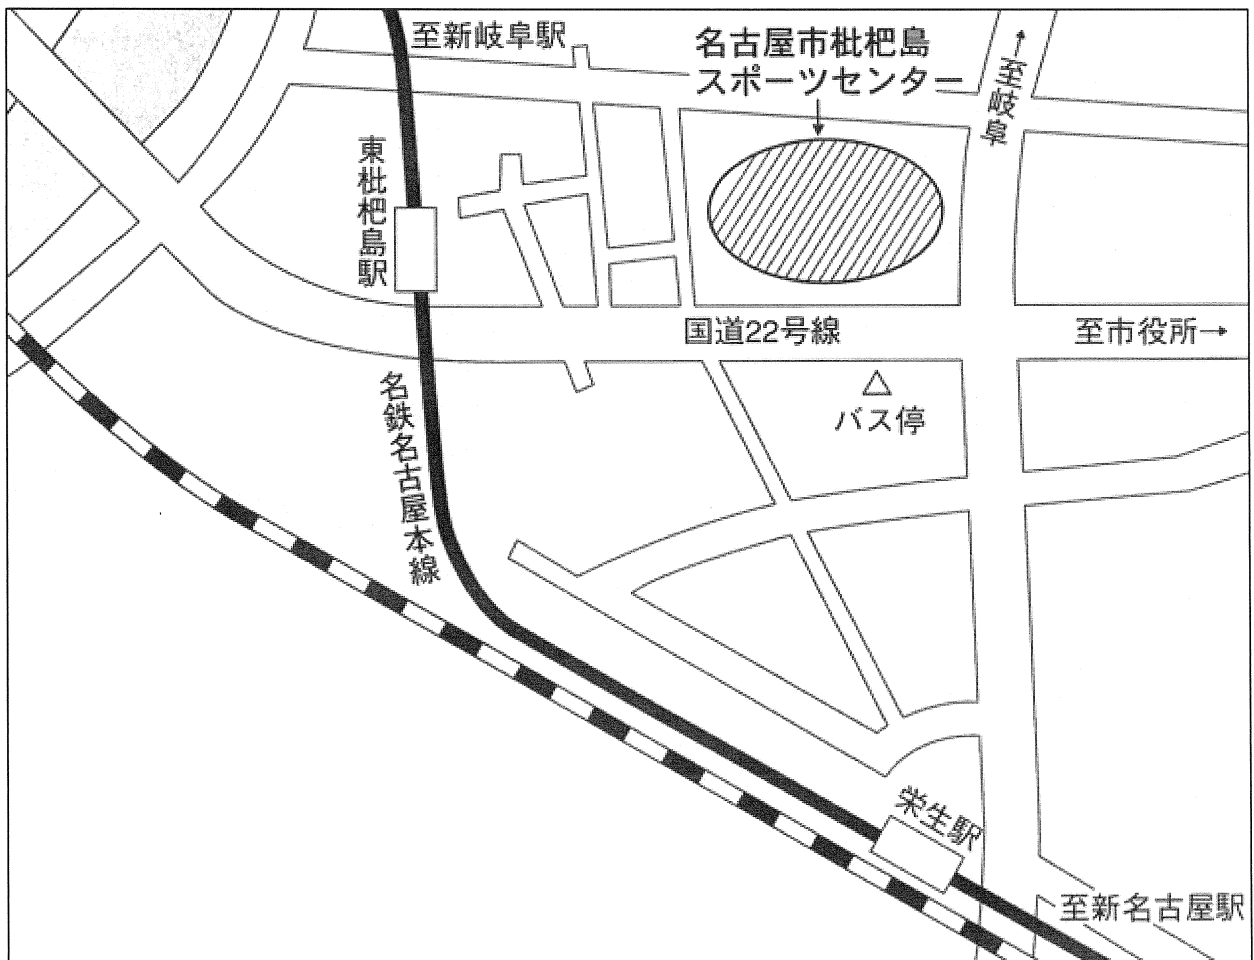 至新岐阜駅
名古屋市枇杷島
スポーツセンター
至岐阜
東枇杷島駅
国道22号線
至市役所→
バス停
名鉄名古屋本線
栄生駅
至新名古屋駅